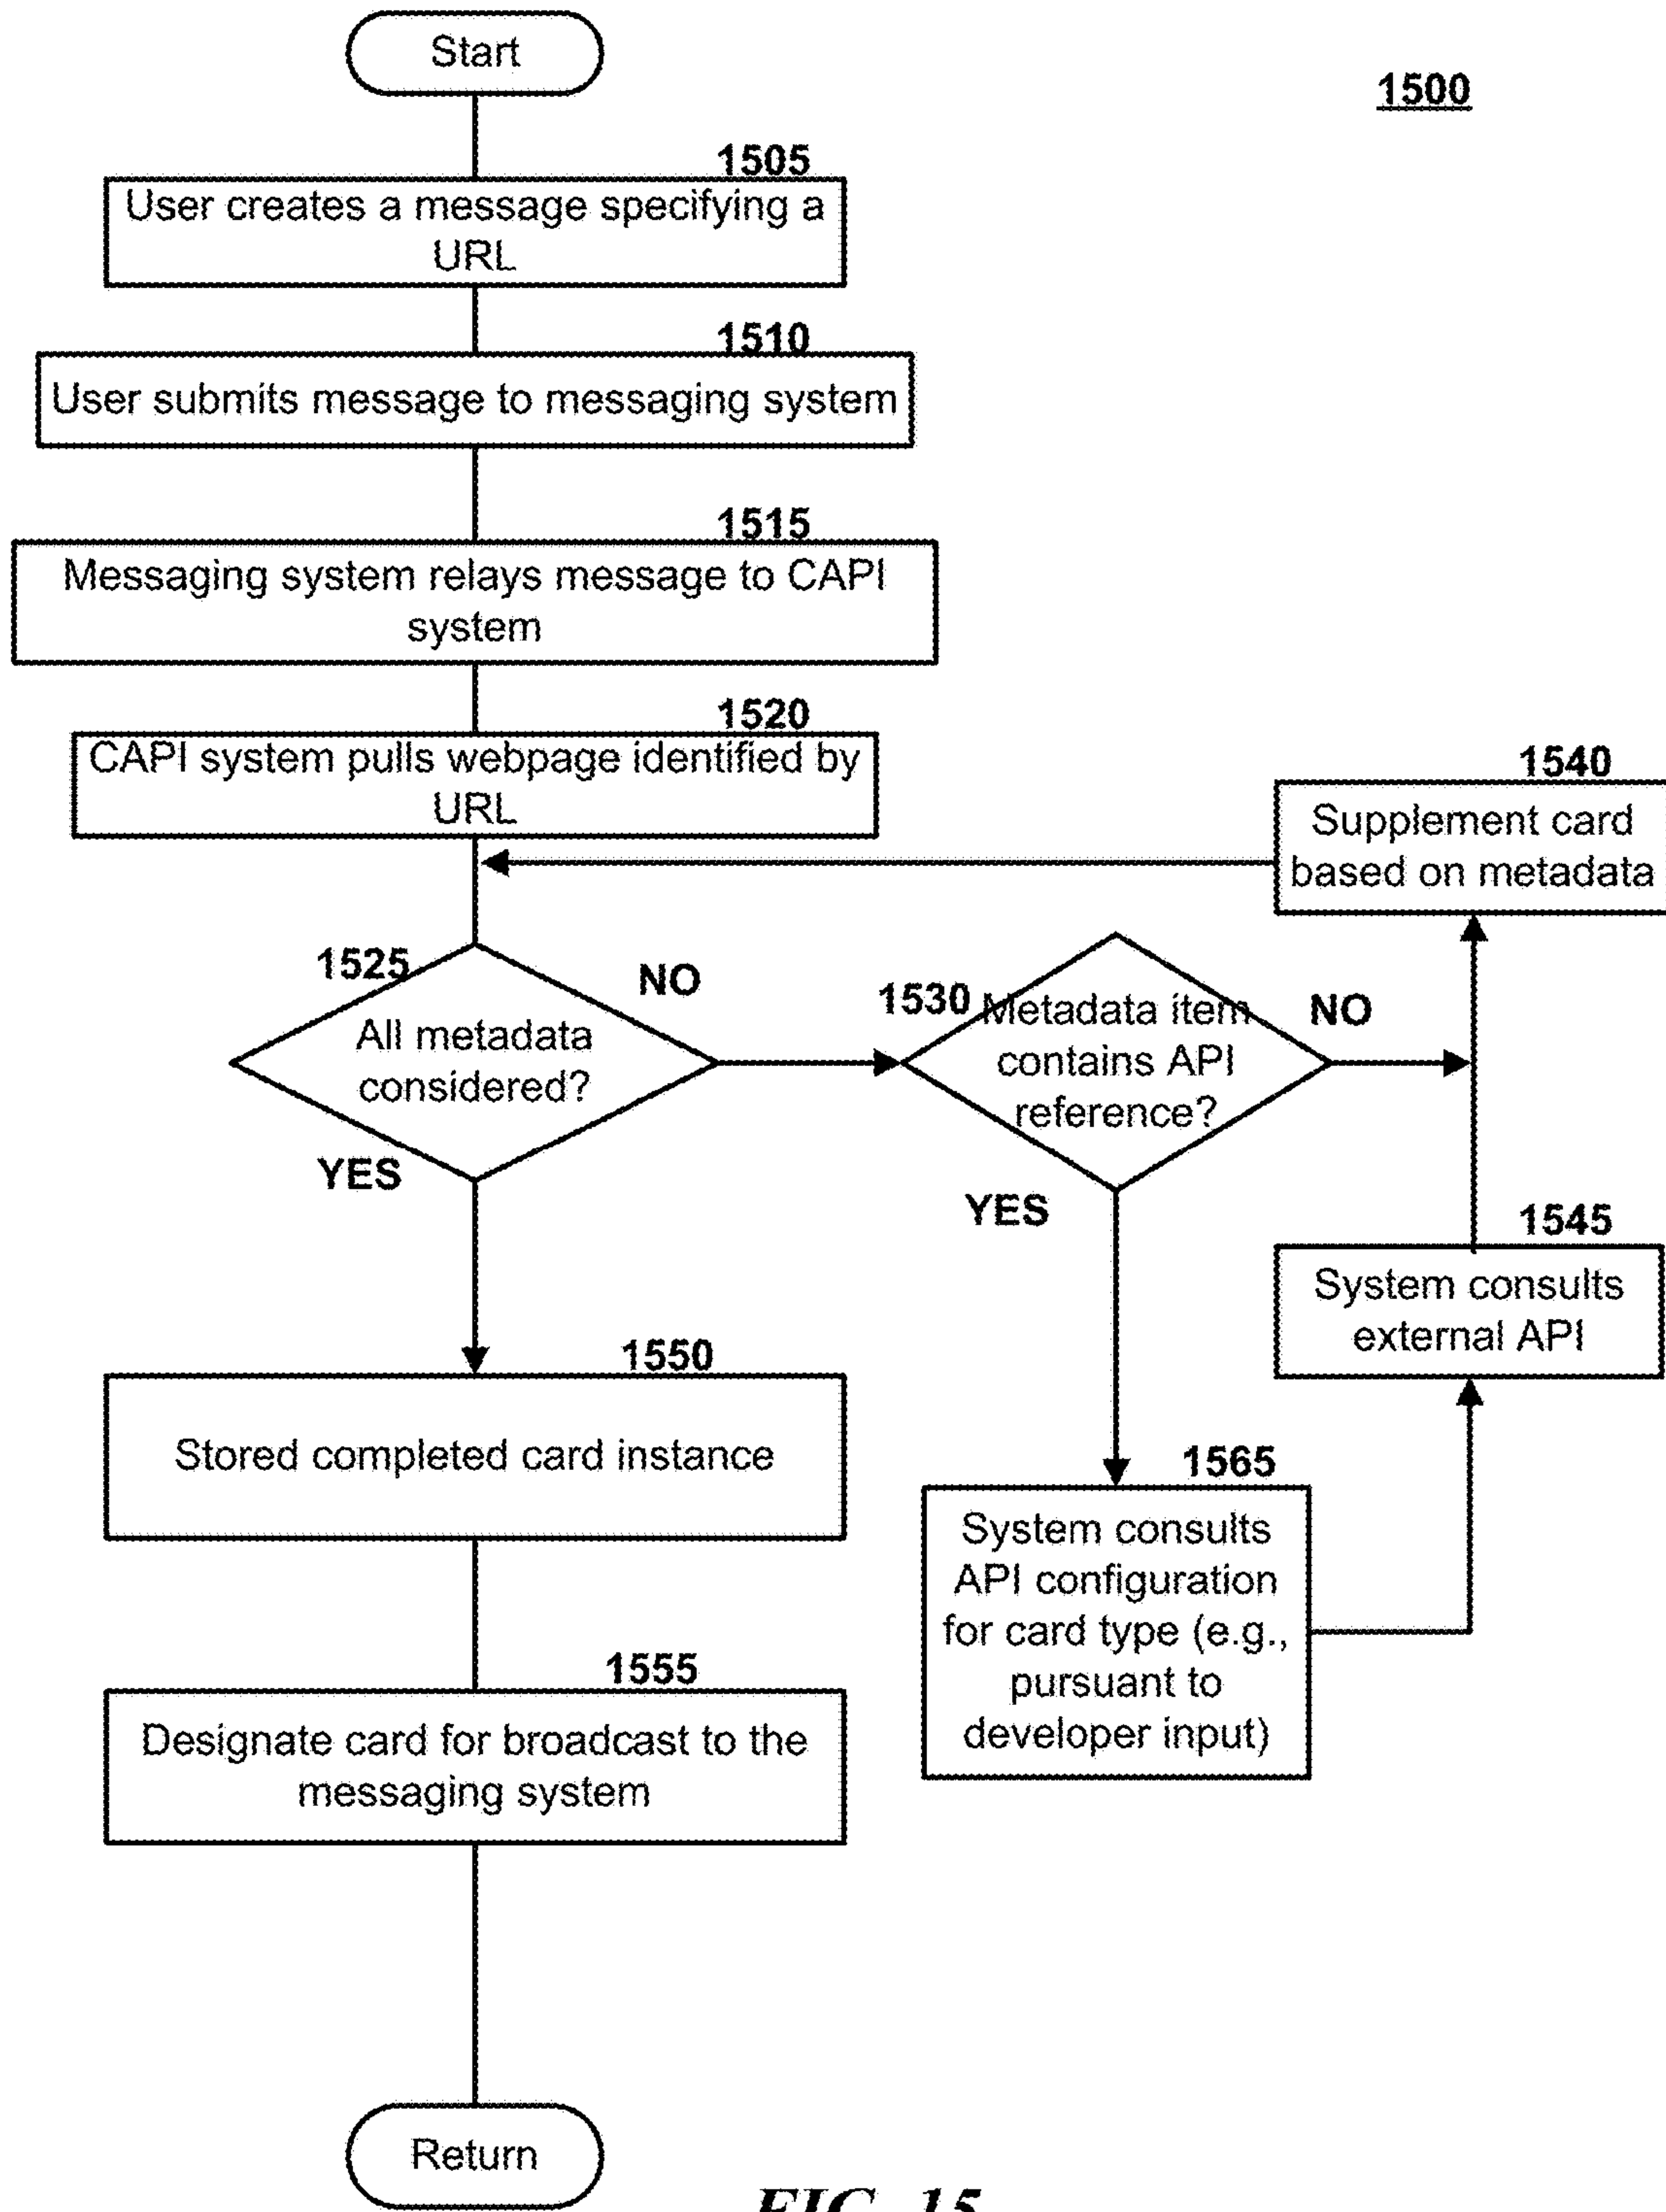 Start
1500
1505
User creates a message specifying a
URL
1510
User submits message to messaging system
1515
Messaging system relays message to CAPI
system
1520
CAPI system pulls webpage identified by
URL
1540
Supplement card
based on metadata
1525
All metadata
considered?
NO
YES
1530
Metadata item
contains API
reference?
NO
YES
1545
System consults
external API
1565
System consults
API configuration
for card type (e.g.,
pursuant to
developer input)
1550
Stored completed card instance
1555
Designate card for broadcast to the
messaging system
Return
FIG. 15